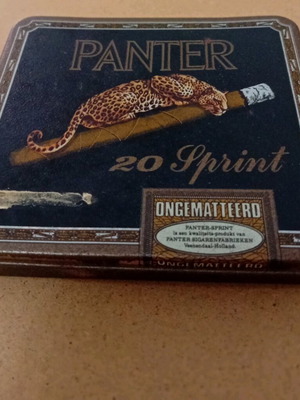 PANTER
20 Sprint
ONGEMATTEERD
PANTER-SPRINT
is een kwaliteits-produkt van
PANTER-SIGARENFABRIEKEN
Veenendaal-Holland
ONGEMATTEERD